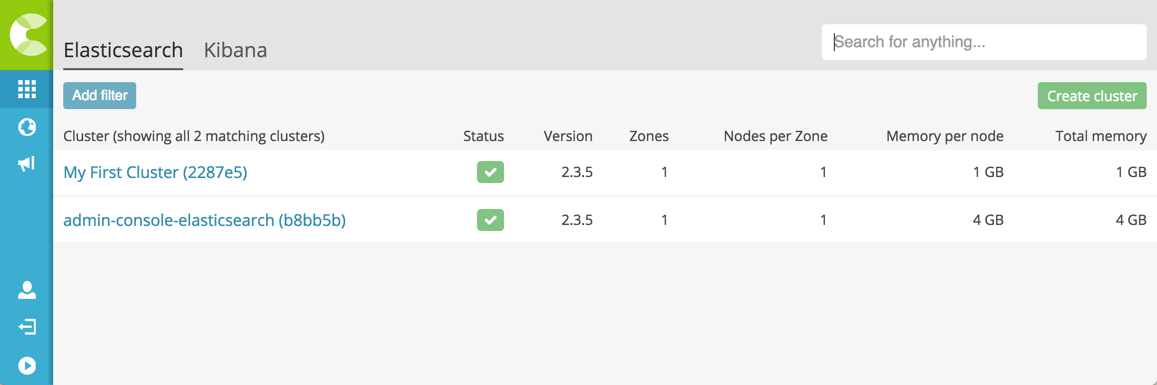 Elasticsearch Kibana Search for anything...
Add filter Create cluster
Cluster (showing all 2 matching clusters) Status Version Zones Nodes per Zone Memory per node Total memory
My First Cluster (2287e5) 2.3.5 1 1 1 GB 1 GB
admin-console-elasticsearch (b8bb5b) 2.3.5 1 1 4 GB 4 GB